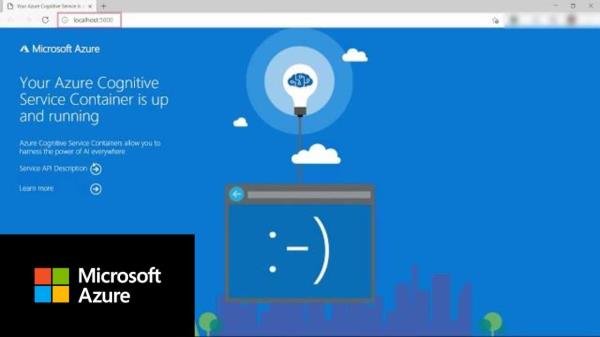 Your Azure Cognitive Service is u
localhost:5000
Microsoft Azure
Your Azure Cognitive
Service Container is up
and running
Azure Cognitive Service Containers allow you to
harness the power of AI everywhere
Service API Description
Learn more
:-)
Microsoft
Azure